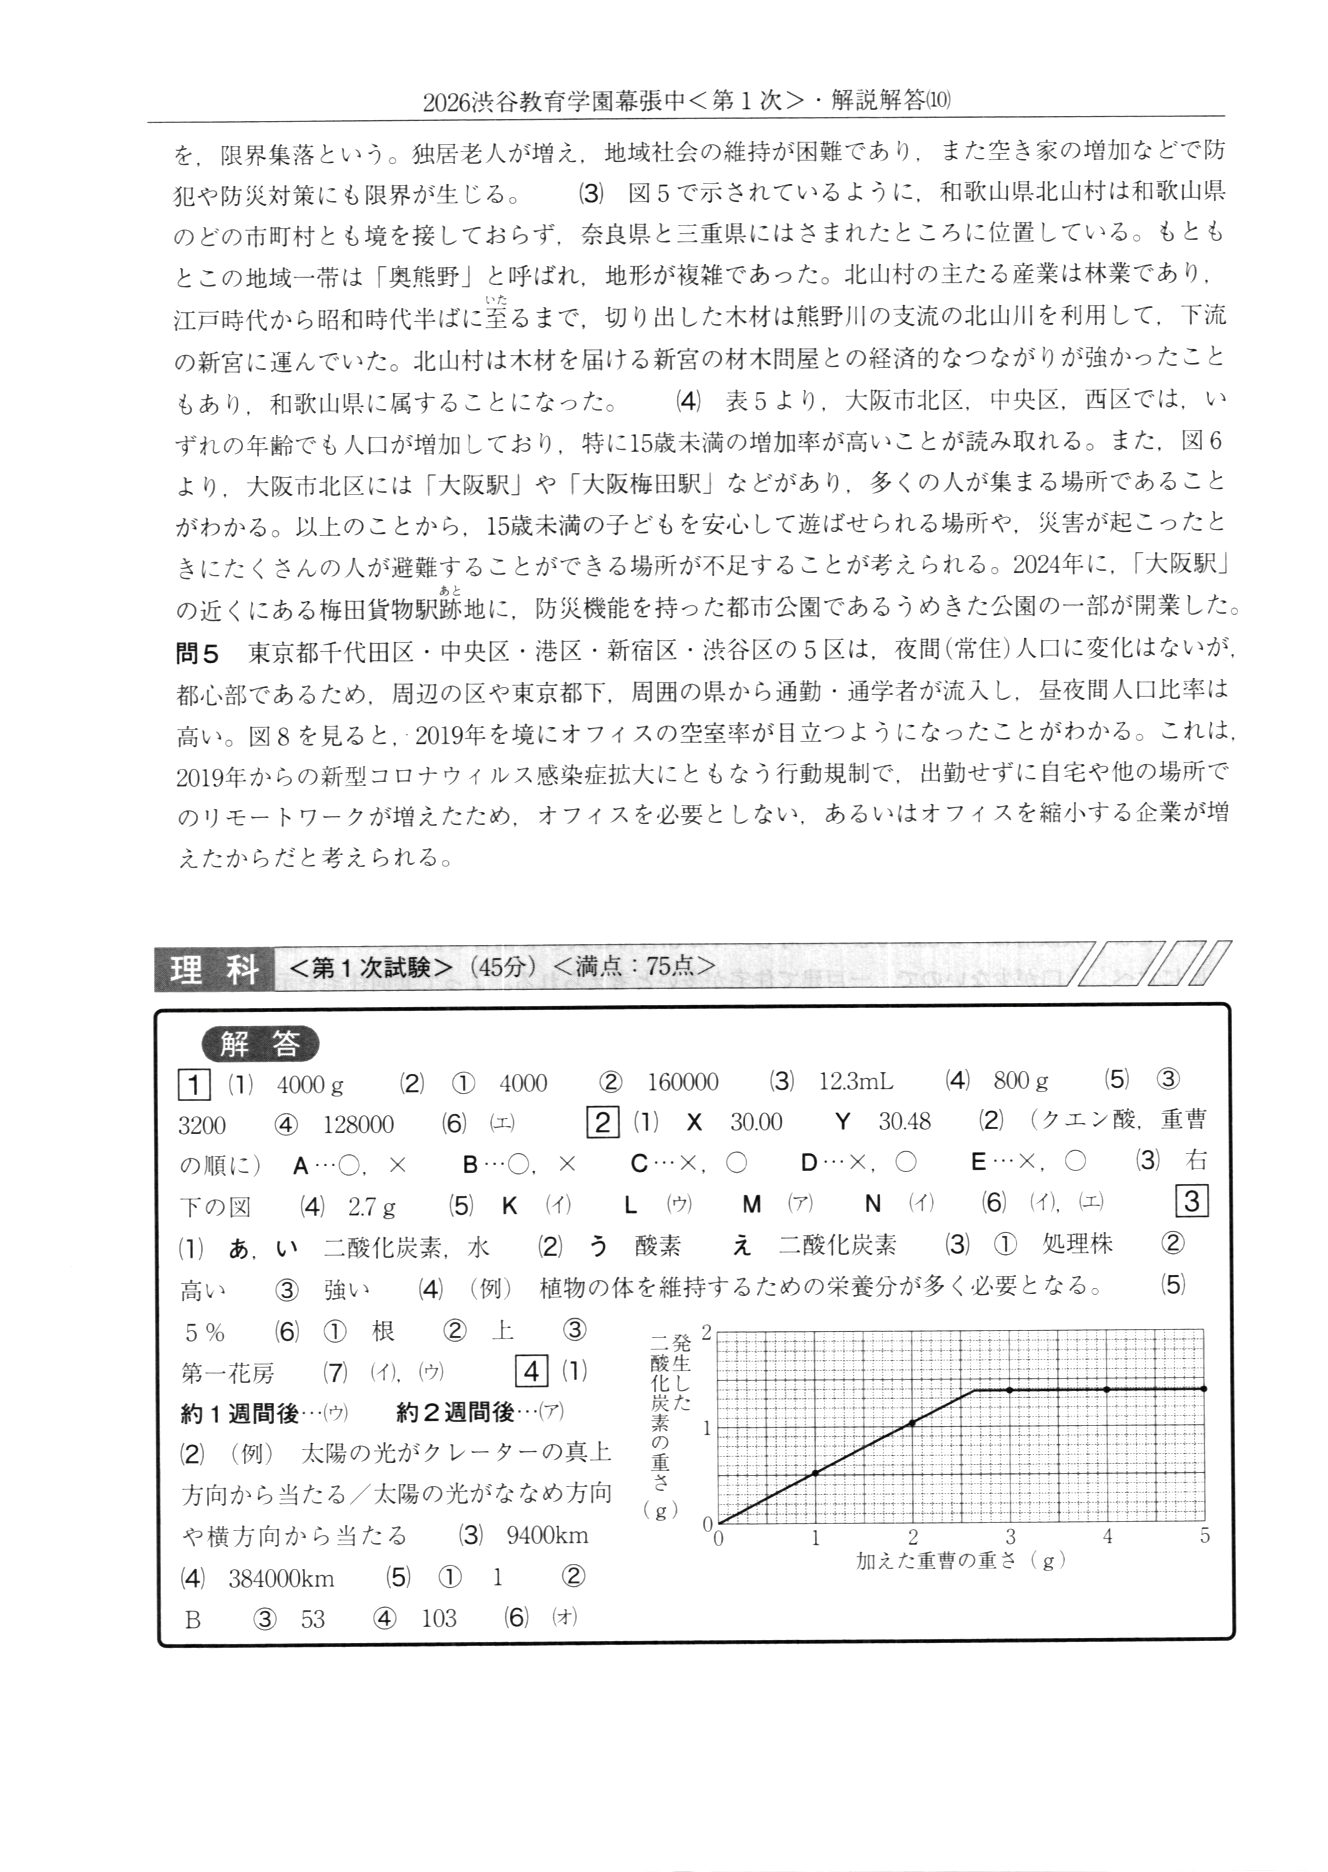 2026渋谷教育学園幕張中＜第１次＞・解説解答⑽
を，限界集落という。独居老人が増え，地域社会の維持が困難であり，また空き家の増加などで防
犯や防災対策にも限界が生じる。　⑶　図５で示されているように，和歌山県北山村は和歌山県
のどの市町村とも境を接しておらず，奈良県と三重県にはさまれたところに位置している。もとも
とこの地域一帯は「奥熊野」と呼ばれ，地形が複雑であった。北山村の主たる産業は林業であり，
いた
江戸時代から昭和時代半ばに至るまで，切り出した木材は熊野川の支流の北山川を利用して，下流
の新宮に運んでいた。北山村は木材を届ける新宮の材木問屋との経済的なつながりが強かったこと
もあり，和歌山県に属することになった。　⑷　表５より，大阪市北区，中央区，西区では，い
ずれの年齢でも人口が増加しており，特に15歳未満の増加率が高いことが読み取れる。また，図６
より，大阪市北区には「大阪駅」や「大阪梅田駅」などがあり，多くの人が集まる場所であること
がわかる。以上のことから，15歳未満の子どもを安心して遊ばせられる場所や，災害が起こったと
きにたくさんの人が避難することができる場所が不足することが考えられる。2024年に，「大阪駅」
あと
の近くにある梅田貨物駅跡地に，防災機能を持った都市公園であるうめきた公園の一部が開業した。
問５　東京都千代田区・中央区・港区・新宿区・渋谷区の５区は，夜間（常住）人口に変化はないが，
都心部であるため，周辺の区や東京都下，周囲の県から通勤・通学者が流入し，昼夜間人口比率は
高い。図８を見ると，2019年を境にオフィスの空室率が目立つようになったことがわかる。これは，
2019年からの新型コロナウィルス感染症拡大にともなう行動規制で，出勤せずに自宅や他の場所で
のリモートワークが増えたため，オフィスを必要としない，あるいはオフィスを縮小する企業が増
えたからだと考えられる。
理科　＜第１次試験＞（45分）＜満点：75点＞
解答
1 ⑴　4000ｇ　⑵　①　4000　②　160000　⑶　12.3mL　⑷　800ｇ　⑸　③
3200　④　128000　⑹　㈓　2 ⑴　X　30.00　Y　30.48　⑵　（クエン酸，重曹
の順に）　A…○，×　B…○，×　C…×，○　D…×，○　E…×，○　⑶　右
下の図　⑷　2.7ｇ　⑸　K　(ｲ)　L　(ｳ)　M　(ｱ)　N　(ｲ)　⑹　(ｲ)，(ｴ)　3
⑴　あ，い　二酸化炭素，水　⑵　う　酸素　え　二酸化炭素　⑶　①　処理株　②
高い　③　強い　⑷　（例）　植物の体を維持するための栄養分が多く必要となる。　⑸
５％　⑹　①　根　②　上　③
第一花房　⑺　(ｲ)，(ｳ)　4 ⑴
約１週間後…(ｳ)　約２週間後…(ｱ)
⑵　（例）　太陽の光がクレーターの真上
方向から当たる／太陽の光がななめ方向
や横方向から当たる　⑶　9400km
⑷　384000km　⑸　①　1　②
B　③　53　④　103　⑹　(ｵ)
発生した
二酸化炭素の重さ
（ｇ）
2
1
0
0　1　2　3　4　5
加えた重曹の重さ（ｇ）